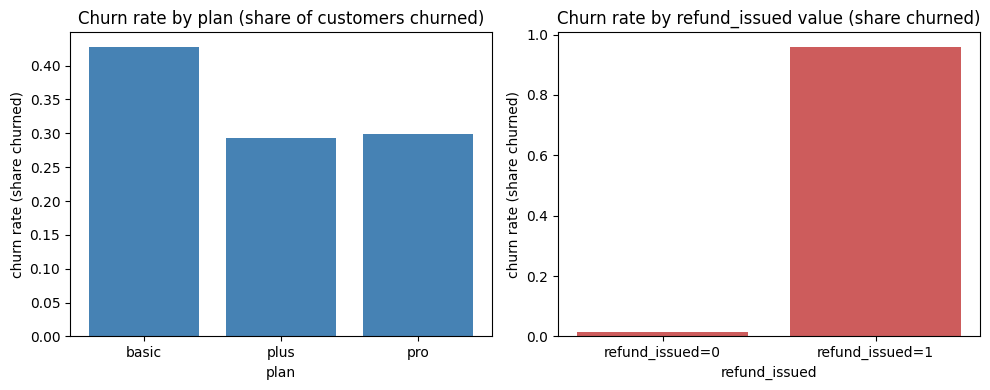 Churn rate by plan (share of customers churned)
churn rate (share churned)
0.40
0.35
0.30
0.25
0.20
0.15
0.10
0.05
0.00
basic plus pro
plan
Churn rate by refund_issued value (share churned)
churn rate (share churned)
1.0
0.8
0.6
0.4
0.2
0.0
refund_issued=0 refund_issued=1
refund_issued